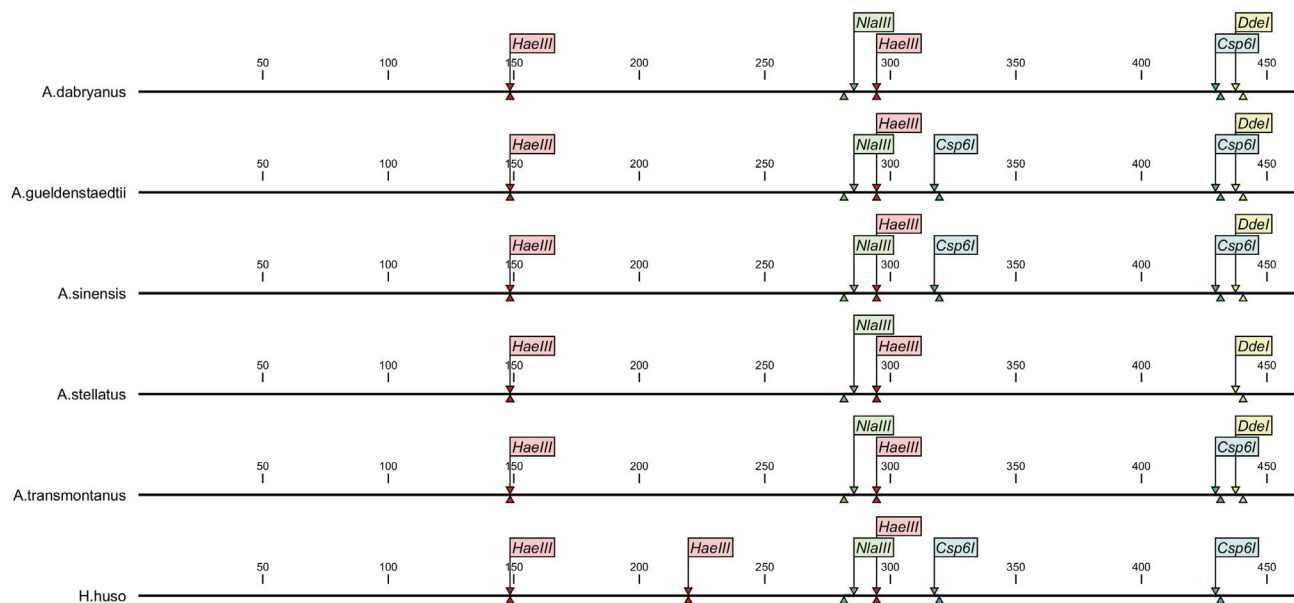 NlaIII DdeI
HaeIII HaeIII Csp6I
50 100 150 200 250 300 350 400 450
A.dabryanus
HaeIII DdeI
HaeIII NlaIII Csp6I Csp6I
50 100 150 200 250 300 350 400 450
A.gueldenstaedtii
HaeIII DdeI
HaeIII NlaIII Csp6I Csp6I
50 100 150 200 250 300 350 400 450
A.sinensis
NlaIII
HaeIII HaeIII DdeI
50 100 150 200 250 300 350 400 450
A.stellatus
NlaIII DdeI
HaeIII HaeIII Csp6I
50 100 150 200 250 300 350 400 450
A.transmontanus
HaeIII
HaeIII HaeIII NlaIII Csp6I Csp6I
50 100 150 200 250 300 350 400 450
H.huso